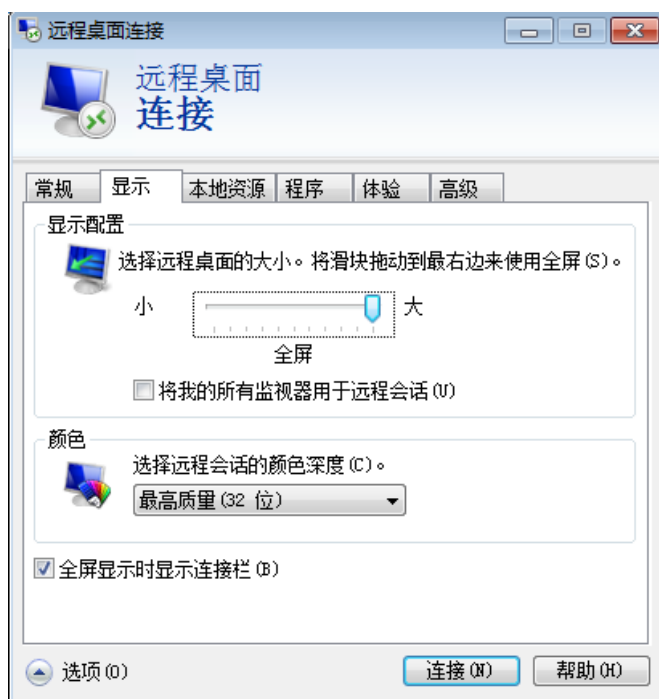 远程桌面连接
远程桌面
连接
常规 显示 本地资源 程序 体验 高级
显示配置
选择远程桌面的大小。将滑块拖动到最右边来使用全屏(S)。
小 大
全屏
将我的所有监视器用于远程会话(U)
颜色
选择远程会话的颜色深度(C)。
最高质量(32 位)
全屏显示时显示连接栏(B)
选项(O) 连接(N) 帮助(H)